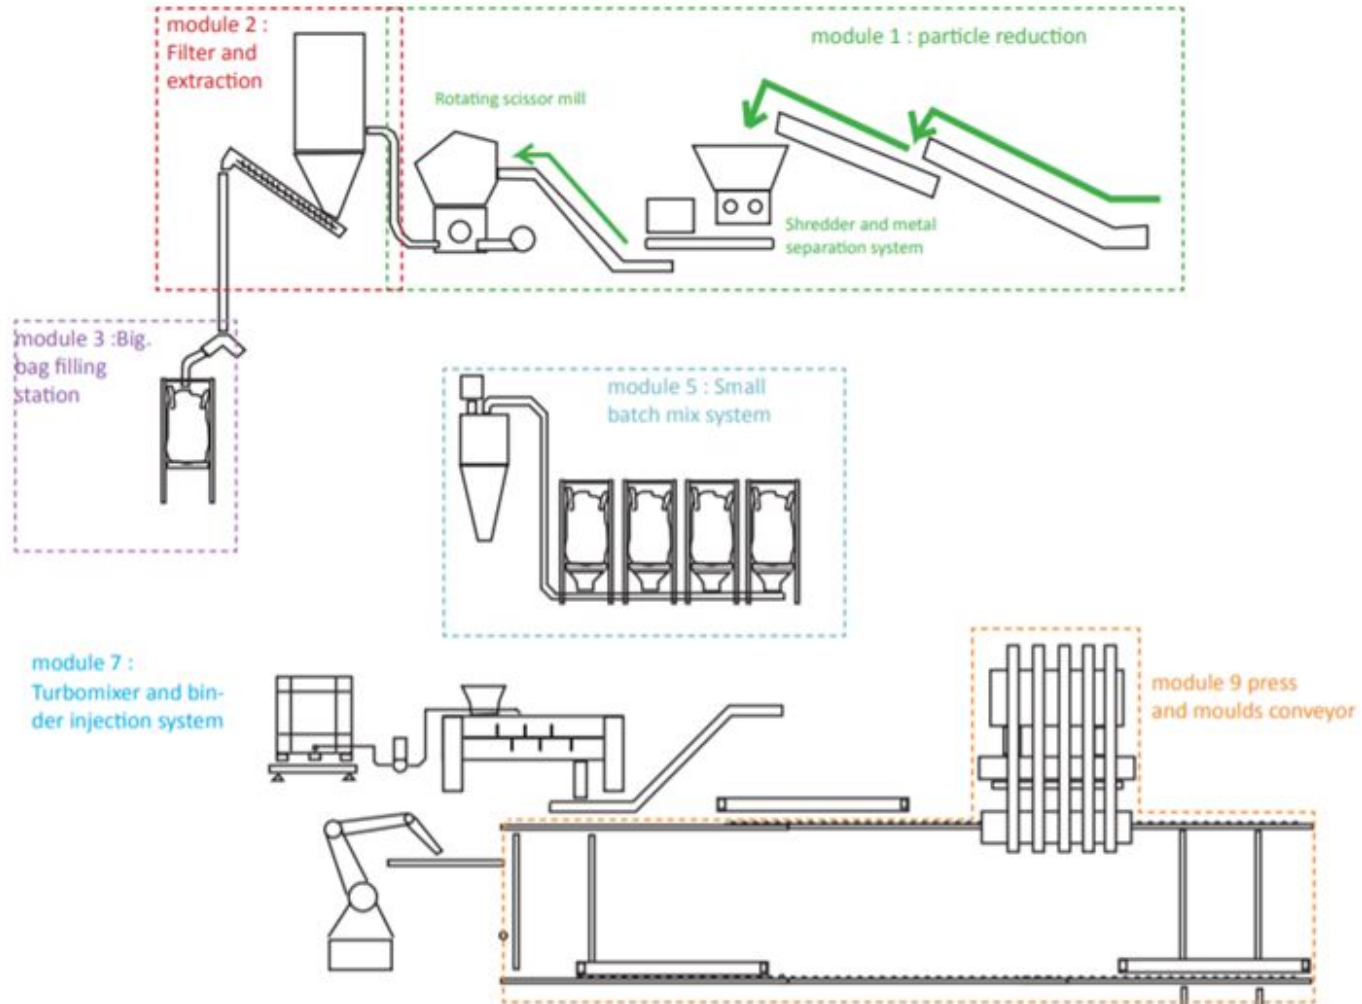 module 2 :
Filter and
extraction
module 1 : particle reduction
Rotating scissor mill
Shredder and metal
separation system
module 3 :Big.
bag filling
station
module 5 : Small
batch mix system
module 7 :
Turbomixer and bin-
der injection system
module 9 press
and moulds conveyor